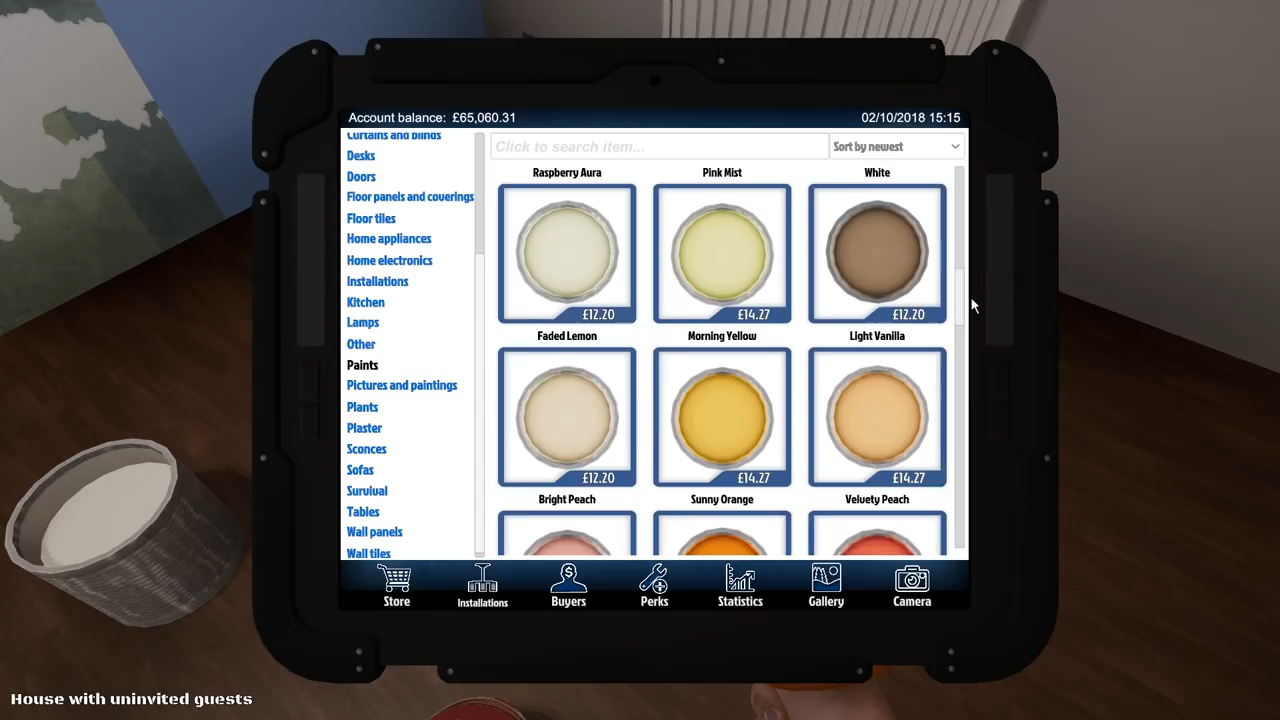 Account balance: £65,060.31
02/10/2018 15:15
Curtains and blinds
Desks
Doors
Floor panels and coverings
Floor tiles
Home appliances
Home electronics
Installations
Kitchen
Lamps
Other
Paints
Pictures and paintings
Plants
Plaster
Sconces
Sofas
Survival
Tables
Wall panels
Wall tiles
Click to search item...
Sort by newest
Raspberry Aura
Pink Mist
White
£12.20
£14.27
£12.20
Faded Lemon
Morning Yellow
Light Vanilla
£12.20
£14.27
£14.27
Bright Peach
Sunny Orange
Velvety Peach
Store
Installations
Buyers
Perks
Statistics
Gallery
Camera
House with uninvited guests